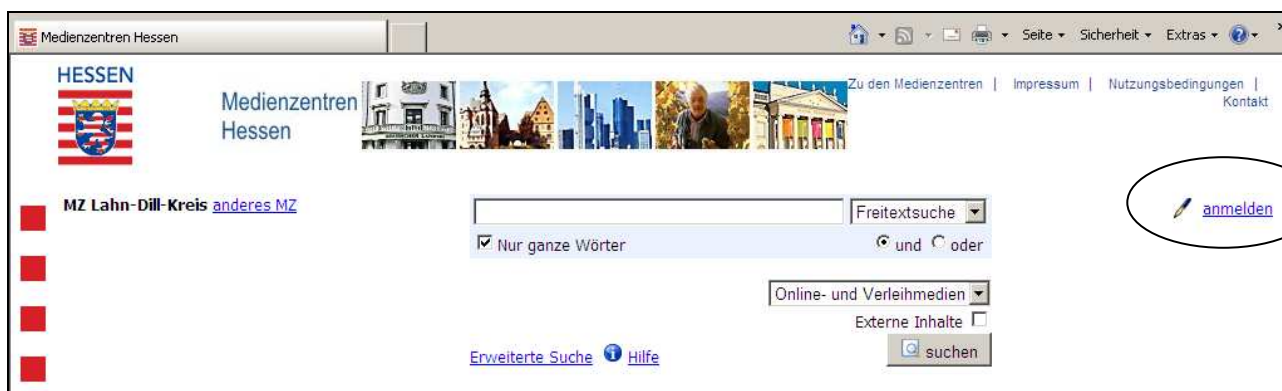 Medienzentren Hessen
Seite Sicherheit Extras
HESSEN
Medienzentren
Hessen
Zu den Medienzentren | Impressum | Nutzungsbedingungen |
Kontakt
MZ Lahn-Dill-Kreis anderes MZ
Freitextsuche
anmelden
Nur ganze Wörter
und oder
Online- und Verleihmedien
Externe Inhalte
Erweiterte Suche Hilfe
suchen